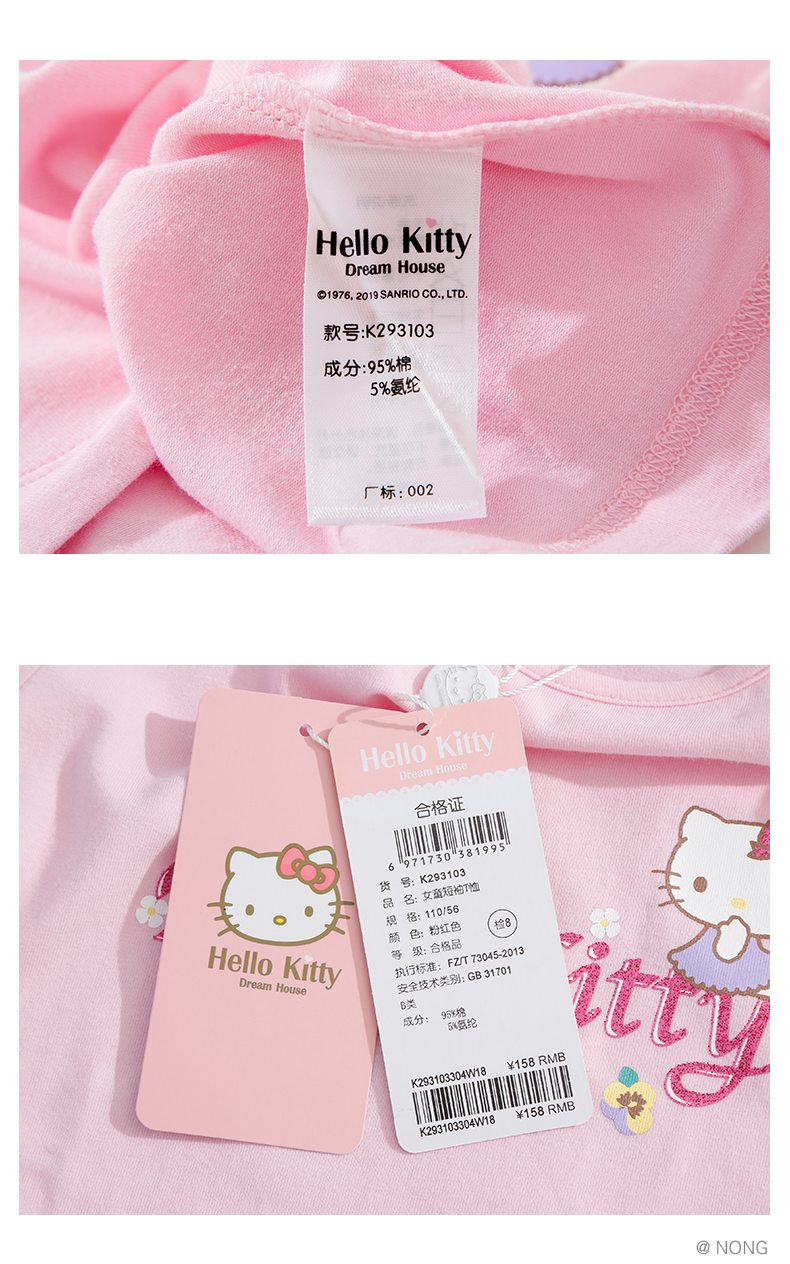 Hello Kitty
Dream House
©1976, 2019 SANRIO CO., LTD.
款号:K293103
成分:95%棉
5%氨纶
厂标: 002
Hello Kitty
Dream House
合格证
6 971730 381995
货 号: K293103
品 名: 女童短袖T恤
规 格: 110/56
颜 色: 粉红色
等 级: 合格品
检8
执行标准: FZ/T 73045-2013
安全技术类别: GB 31701
B类
成分: 95%棉
5%氨纶
K293103304W18 ¥158 RMB
K293103304W18 ¥158 RMB
Hello Kitty
Dream House
Kitty
@ NONG